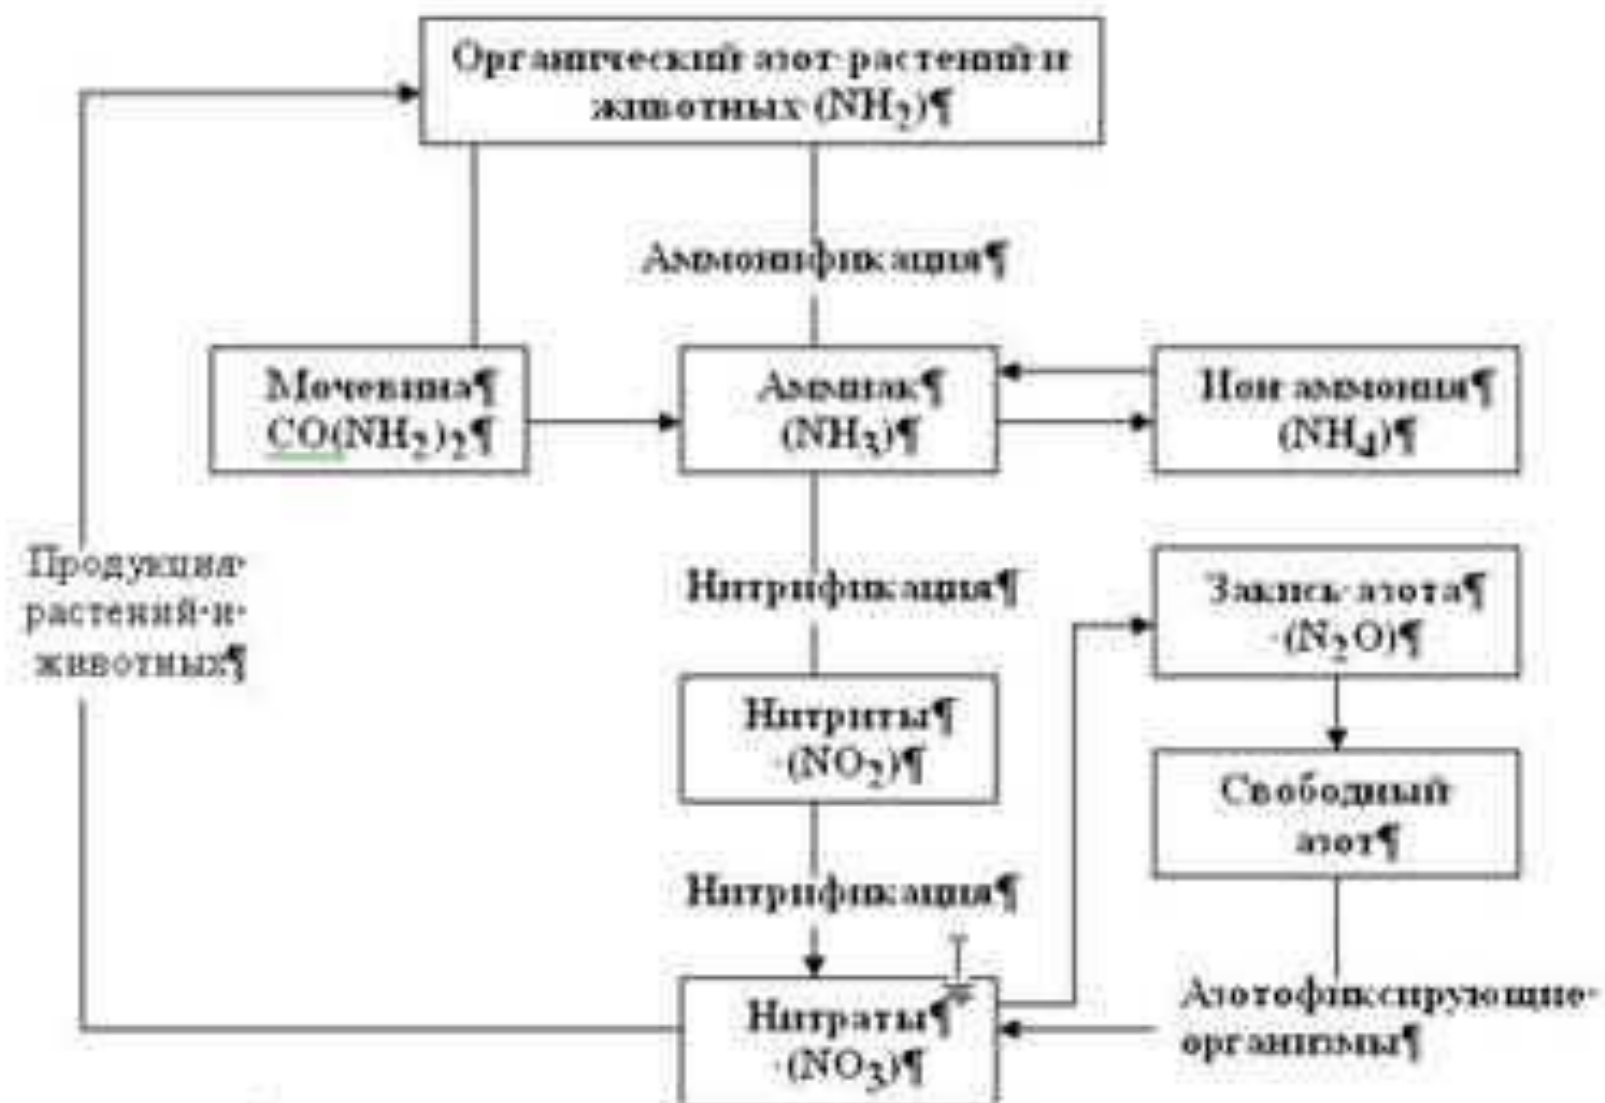 Органический·азот·растений·и
животных·(NH2)¶
Аммонификация¶
Мочевина¶
CO(NH2)2¶
Аммиак¶
(NH3)¶
Ион·аммония¶
(NH4)¶
Продукция·
растений·и·
животных¶
Нитрификация¶
Закись·азота¶
·(N2O)¶
Нитриты¶
·(NO2)¶
Свободный·
азот¶
Нитрификация¶
Азотофиксирующие·
организмы¶
Нитраты¶
·(NO3)¶